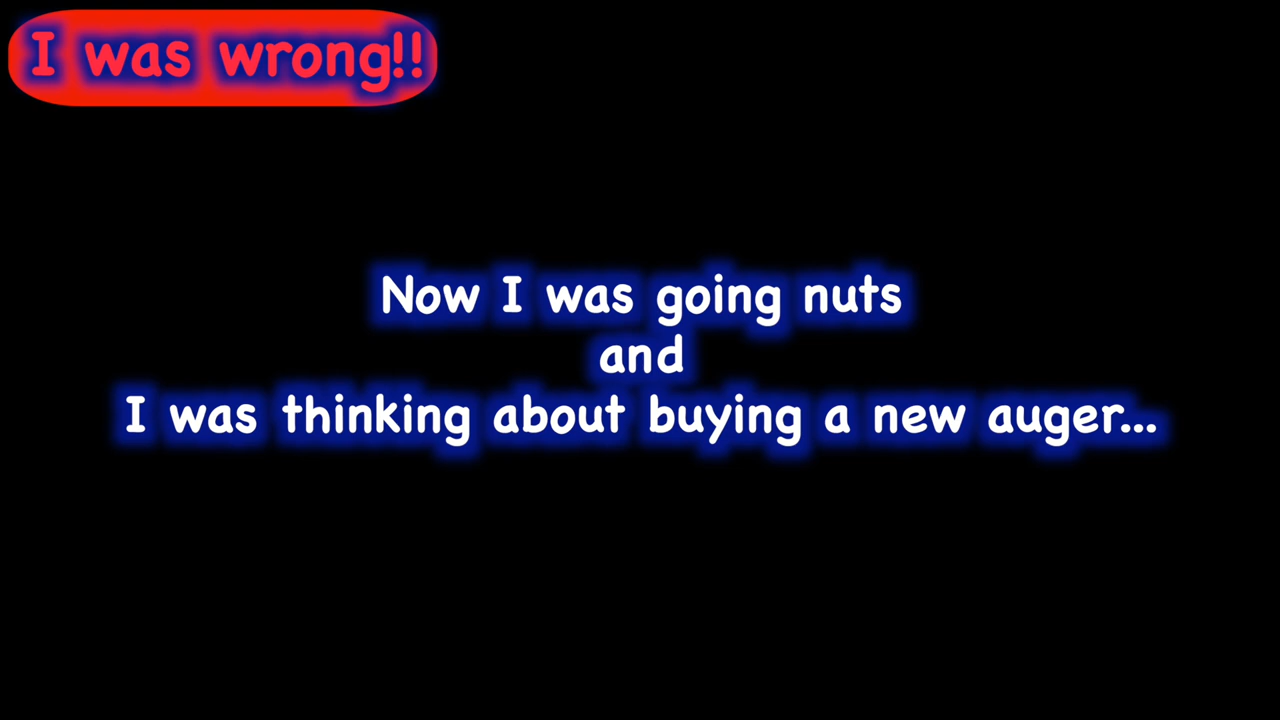 I was wrong!!
Now I was going nuts
and
I was thinking about buying a new auger...